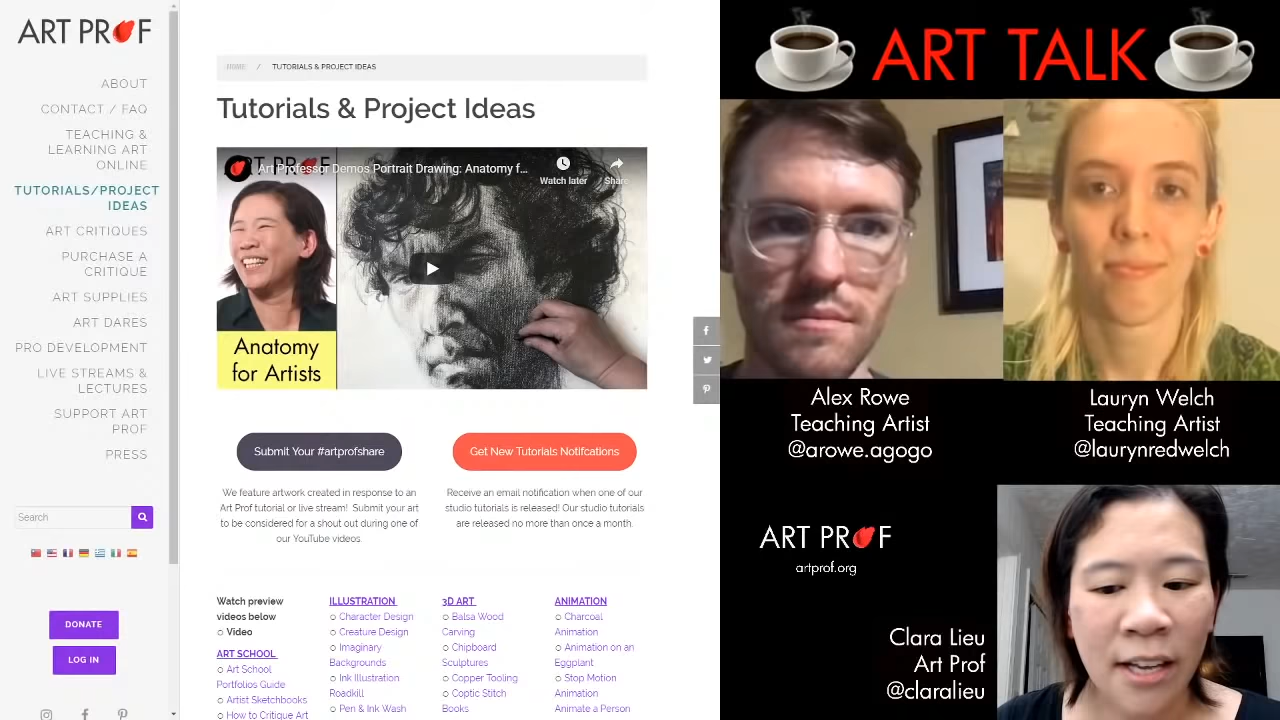 ART PROF
ABOUT
CONTACT / FAQ
TEACHING &
LEARNING ART
ONLINE
TUTORIALS/PROJECT
IDEAS
ART CRITIQUES
PURCHASE A
CRITIQUE
ART SUPPLIES
ART DARES
PRO DEVELOPMENT
LIVE STREAMS &
LECTURES
SUPPORT ART
PROF
PRESS
Search
DONATE
LOG IN
HOME / TUTORIALS & PROJECT IDEAS
Tutorials & Project Ideas
Art Professor Demos Portrait Drawing: Anatomy f...
Watch later
Share
Anatomy
for Artists
Submit Your #artprofshare
Get New Tutorials Notifcations
We feature artwork created in response to an
Art Prof tutorial or live stream! Submit your art
to be considered for a shout out during one of
our YouTube videos.
Receive an email notification when one of our
studio tutorials is released! Our studio tutorials
are released no more than once a month.
Watch preview
videos below
○ Video
ART SCHOOL
○ Art School
Portfolios Guide
○ Artist Sketchbooks
○ How to Critique Art
ILLUSTRATION
○ Character Design
○ Creature Design
○ Imaginary
Backgrounds
○ Ink Illustration
Roadkill
○ Pen & Ink Wash
3D ART
○ Balsa Wood
Carving
○ Chipboard
Sculptures
○ Copper Tooling
○ Coptic Stitch
Books
ANIMATION
○ Charcoal
Animation
○ Animation on an
Eggplant
○ Stop Motion
Animation
Animate a Person
ART TALK
Alex Rowe
Teaching Artist
@arowe.agogo
Lauryn Welch
Teaching Artist
@laurynredwelch
ART PROF
artprof.org
Clara Lieu
Art Prof
@claralieu